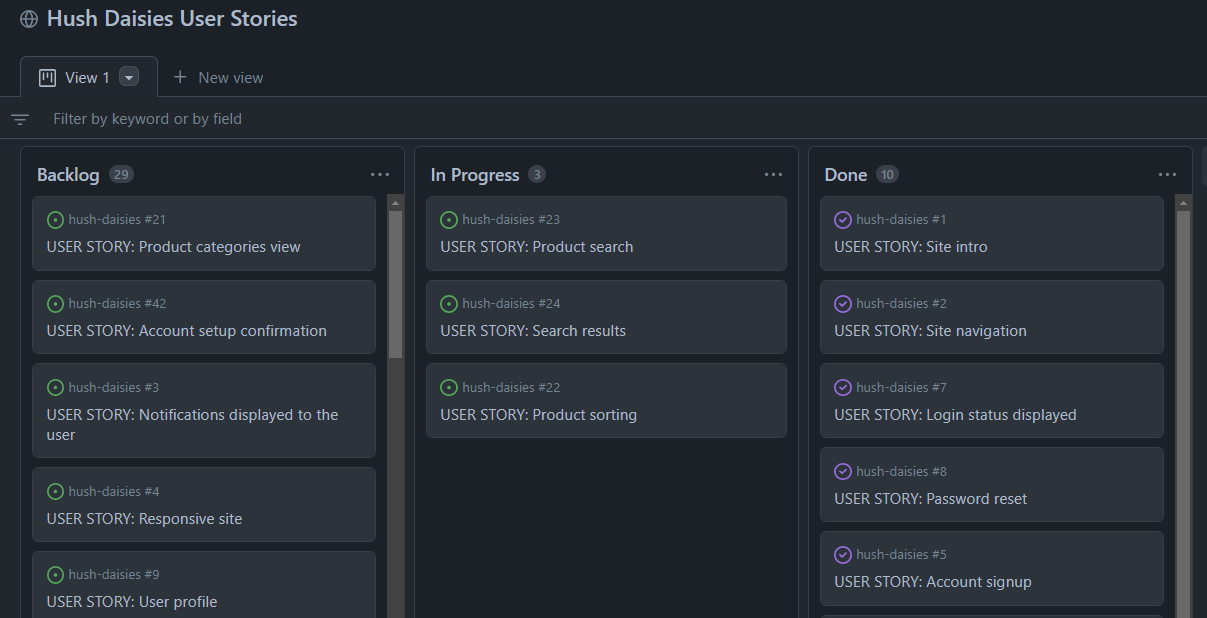 Hush Daisies User Stories
View 1
New view
Filter by keyword or by field
Backlog 29
hush-daisies #21
USER STORY: Product categories view
hush-daisies #42
USER STORY: Account setup confirmation
hush-daisies #3
USER STORY: Notifications displayed to the
user
hush-daisies #4
USER STORY: Responsive site
hush-daisies #9
USER STORY: User profile
In Progress 3
hush-daisies #23
USER STORY: Product search
hush-daisies #24
USER STORY: Search results
hush-daisies #22
USER STORY: Product sorting
Done 10
hush-daisies #1
USER STORY: Site intro
hush-daisies #2
USER STORY: Site navigation
hush-daisies #7
USER STORY: Login status displayed
hush-daisies #8
USER STORY: Password reset
hush-daisies #5
USER STORY: Account signup